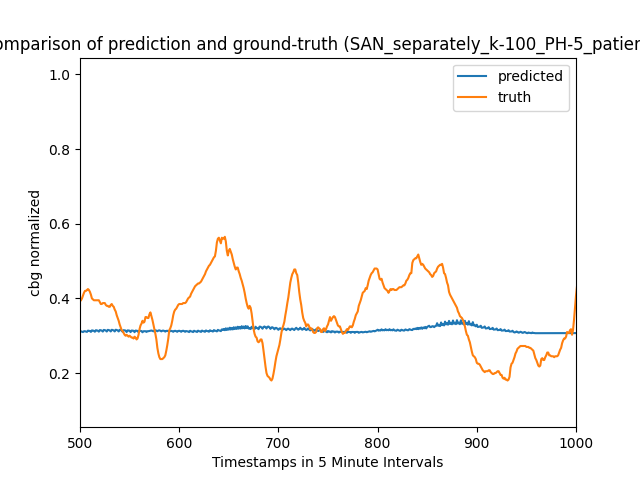 omparison of prediction and ground-truth (SAN_separately_k-100_PH-5_patien
predicted
truth
1.0
0.8
0.6
0.4
0.2
cbg normalized
500 600 700 800 900 1000
Timestamps in 5 Minute Intervals